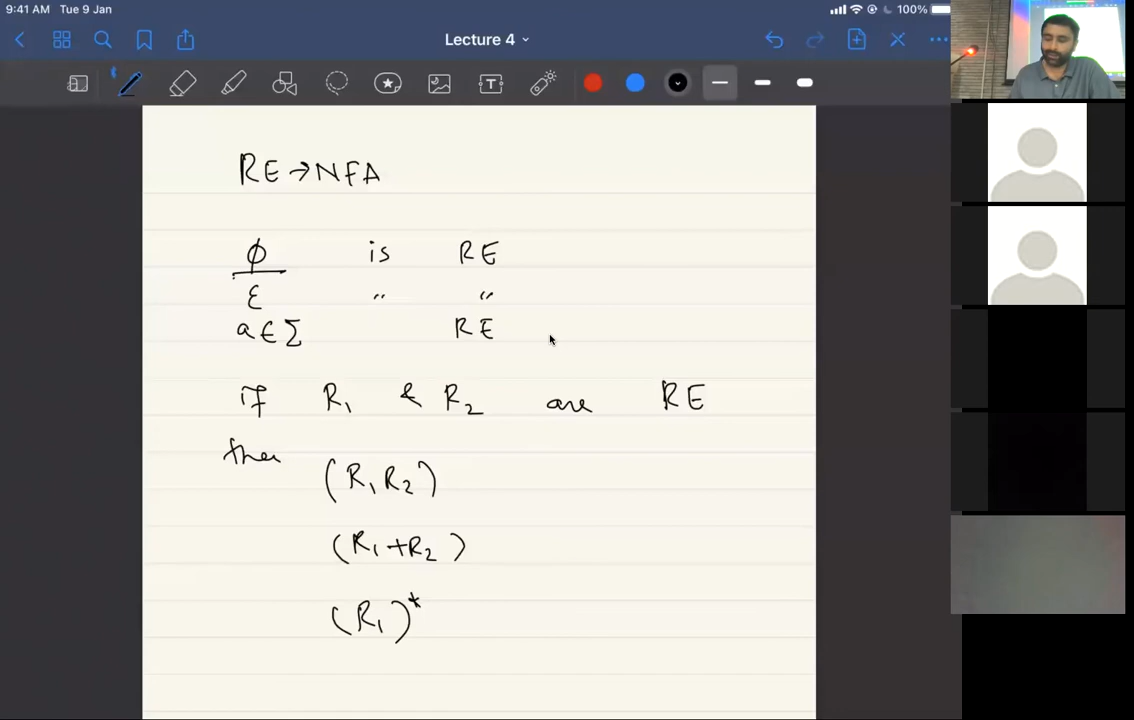 9:41 AM Tue 9 Jan
100%
Lecture 4
RE → NFA
ϕ is RE
ε " "
a ∈ Σ RE
if R₁ & R₂ are RE
then
(R₁R₂)
(R₁+R₂)
(R₁)*